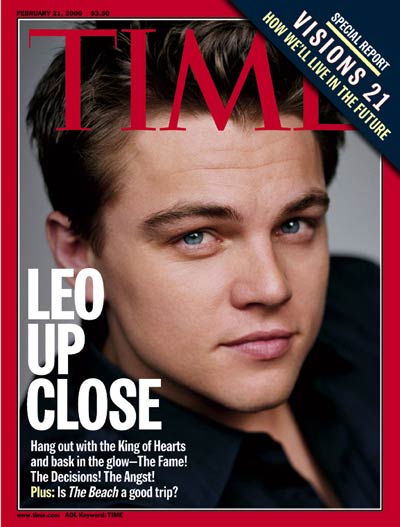 FEBRUARY 21, 2000 $3.50
TIME
SPECIAL REPORT
VISIONS 21
HOW WE'LL LIVE IN THE FUTURE
LEO
UP
CLOSE
Hang out with the King of Hearts
and bask in the glow—The Fame!
The Decisions! The Angst!
Plus: Is The Beach a good trip?
www.time.com AOL Keyword: TIME